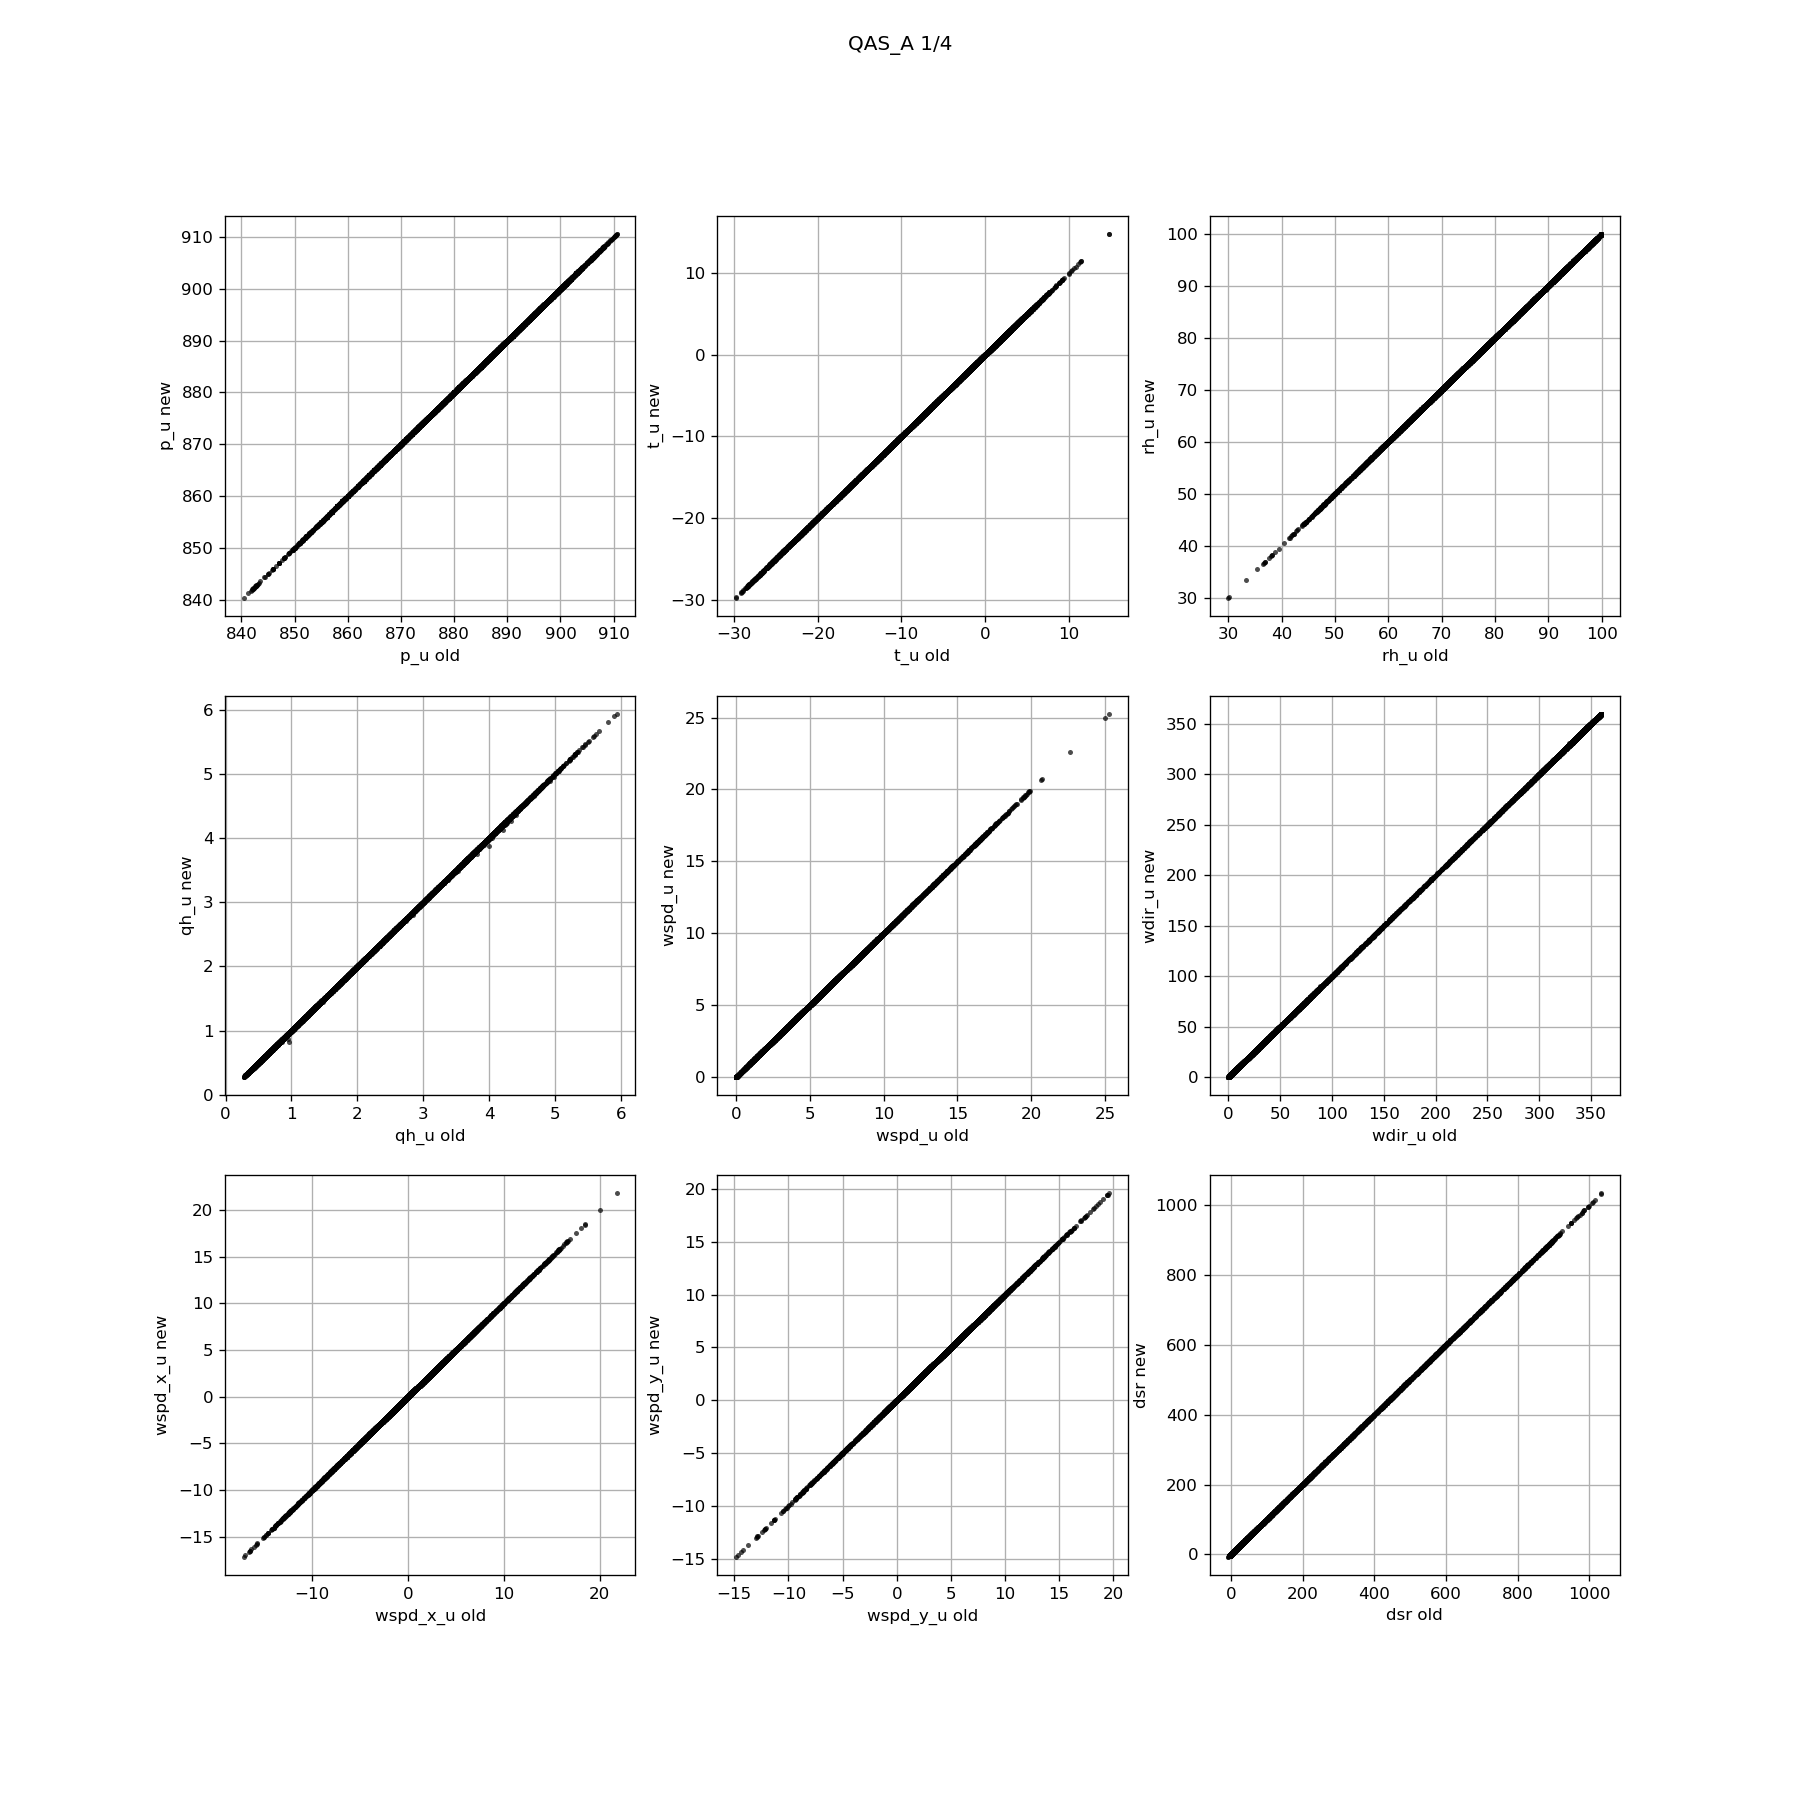 QAS_A 1/4
910
900
890
880
870
860
850
840
p_u new
840 850 860 870 880 890 900 910
p_u old
10
0
−10
−20
−30
t_u new
−30 −20 −10 0 10
t_u old
100
90
80
70
60
50
40
30
rh_u new
30 40 50 60 70 80 90 100
rh_u old
6
5
4
3
2
1
0
qh_u new
0 1 2 3 4 5 6
qh_u old
25
20
15
10
5
0
wspd_u new
0 5 10 15 20 25
wspd_u old
350
300
250
200
150
100
50
0
wdir_u new
0 50 100 150 200 250 300 350
wdir_u old
20
15
10
5
0
−5
−10
−15
wspd_x_u new
−10 0 10 20
wspd_x_u old
20
15
10
5
0
−5
−10
−15
wspd_y_u new
−15 −10 −5 0 5 10 15 20
wspd_y_u old
1000
800
600
400
200
0
dsr new
0 200 400 600 800 1000
dsr old